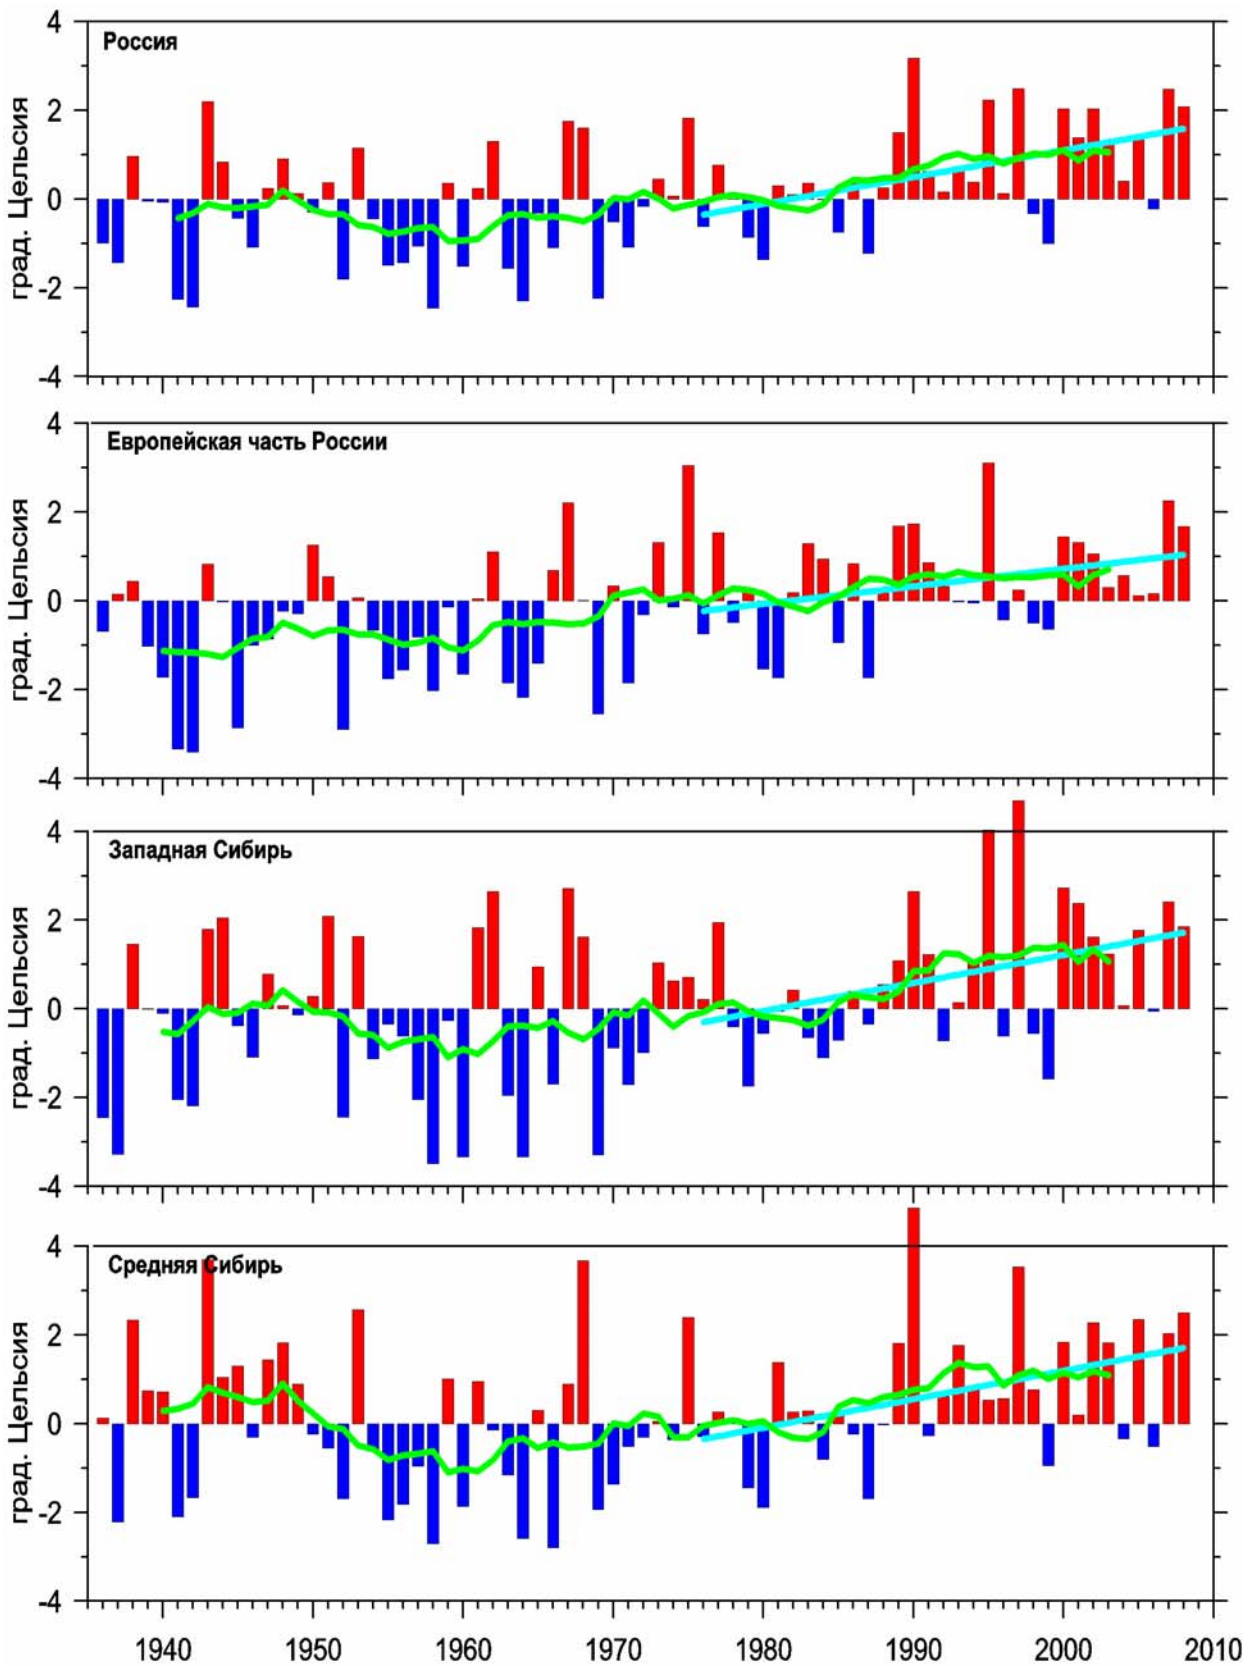 Россия
град. Цельсия
4
2
0
-2
-4
Европейская часть России
град. Цельсия
4
2
0
-2
-4
Западная Сибирь
град. Цельсия
4
2
0
-2
-4
Средняя Сибирь
град. Цельсия
4
2
0
-2
-4
1940 1950 1960 1970 1980 1990 2000 2010